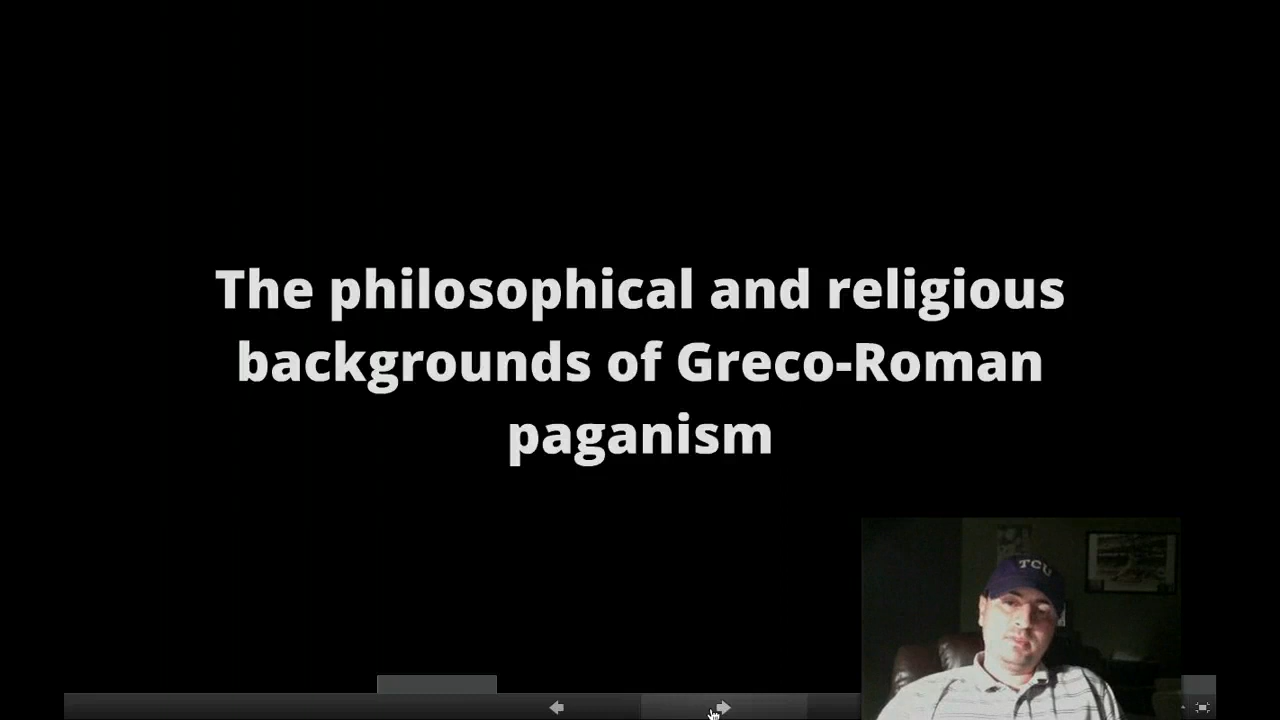 The philosophical and religious
backgrounds of Greco-Roman
paganism
TCU